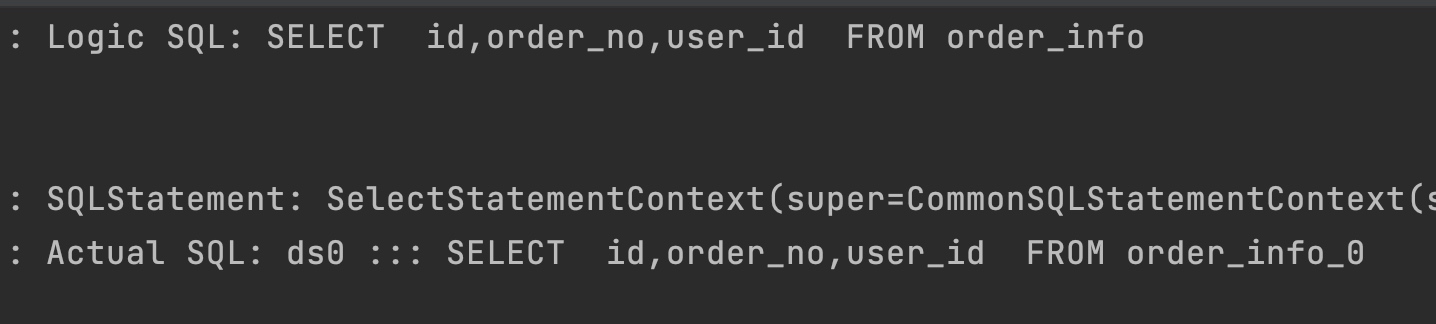 : Logic SQL: SELECT  id,order_no,user_id  FROM order_info
: SQLStatement: SelectStatementContext(super=CommonSQLStatementContext(s
: Actual SQL: ds0 ::: SELECT  id,order_no,user_id  FROM order_info_0